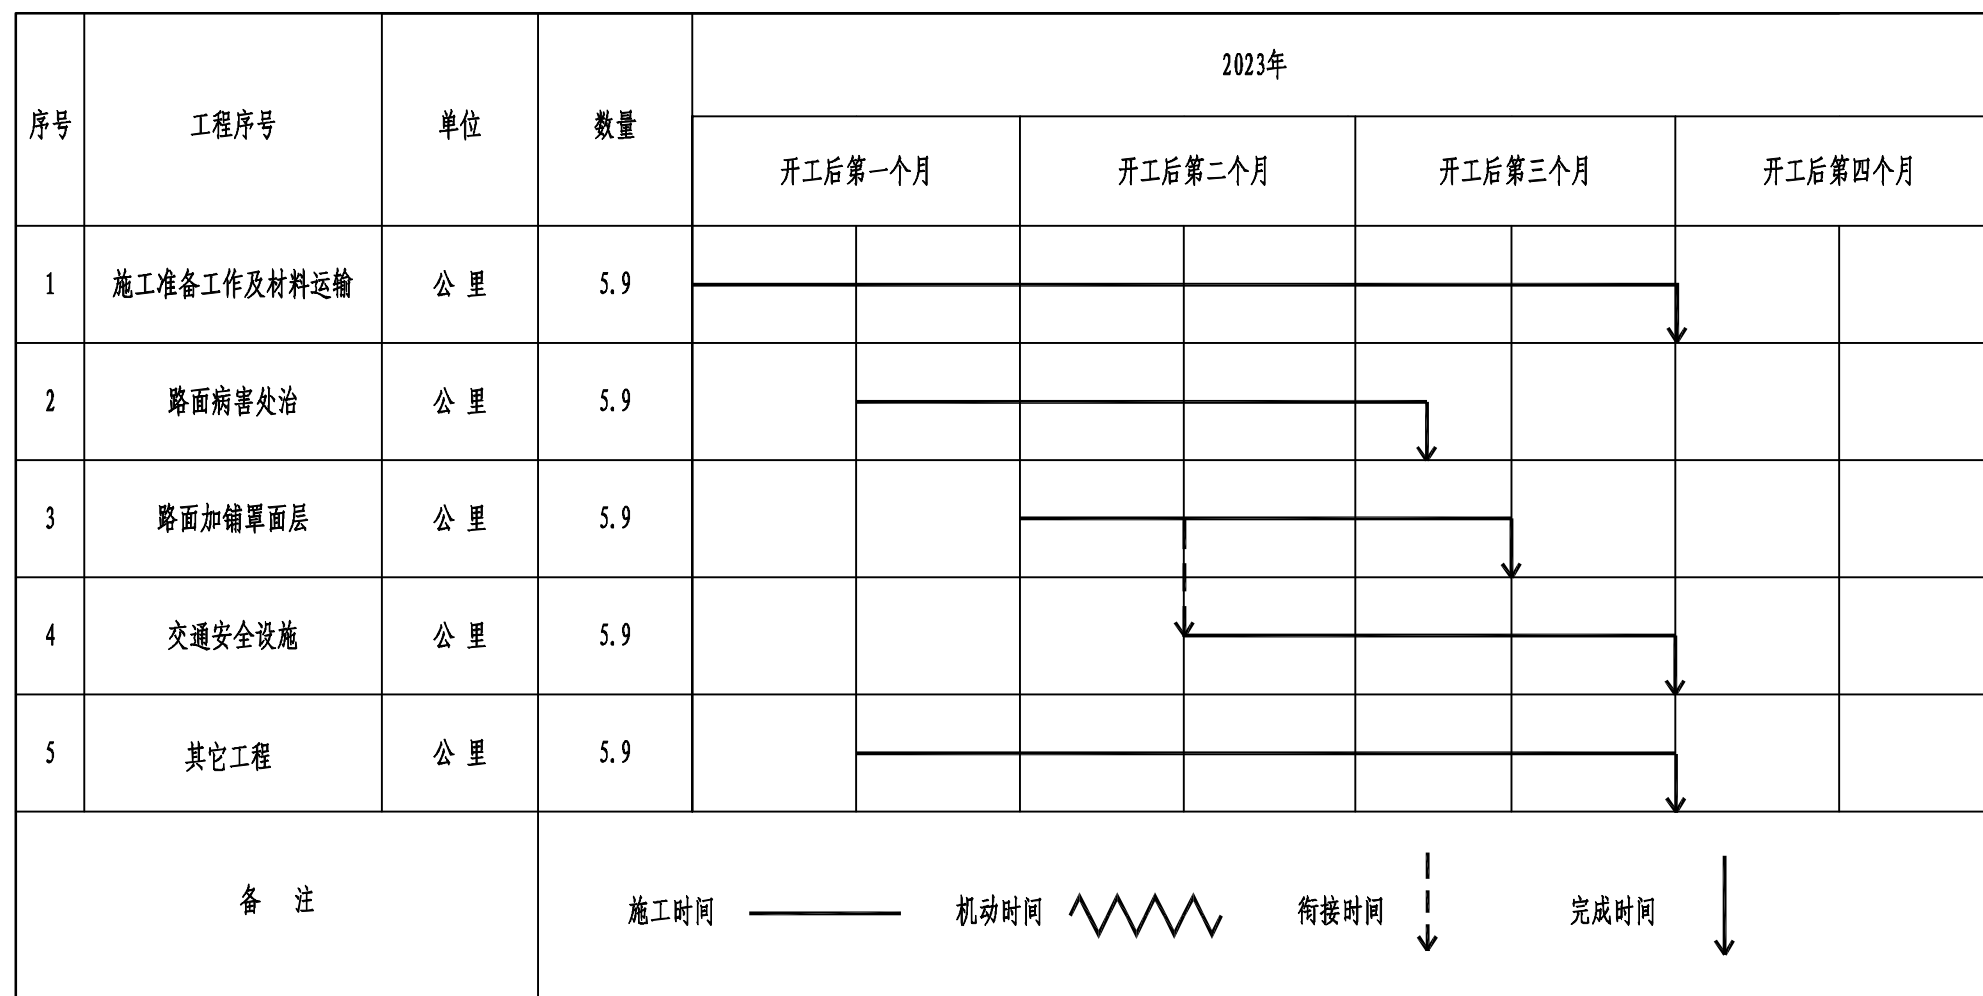 2023年
序号 工程序号 单位 数量
开工后第一个月 开工后第二个月 开工后第三个月 开工后第四个月
1 施工准备工作及材料运输 公里 5.9
2 路面病害处治 公里 5.9
3 路面加铺罩面层 公里 5.9
4 交通安全设施 公里 5.9
5 其它工程 公里 5.9
备注 施工时间 机动时间 衔接时间 完成时间